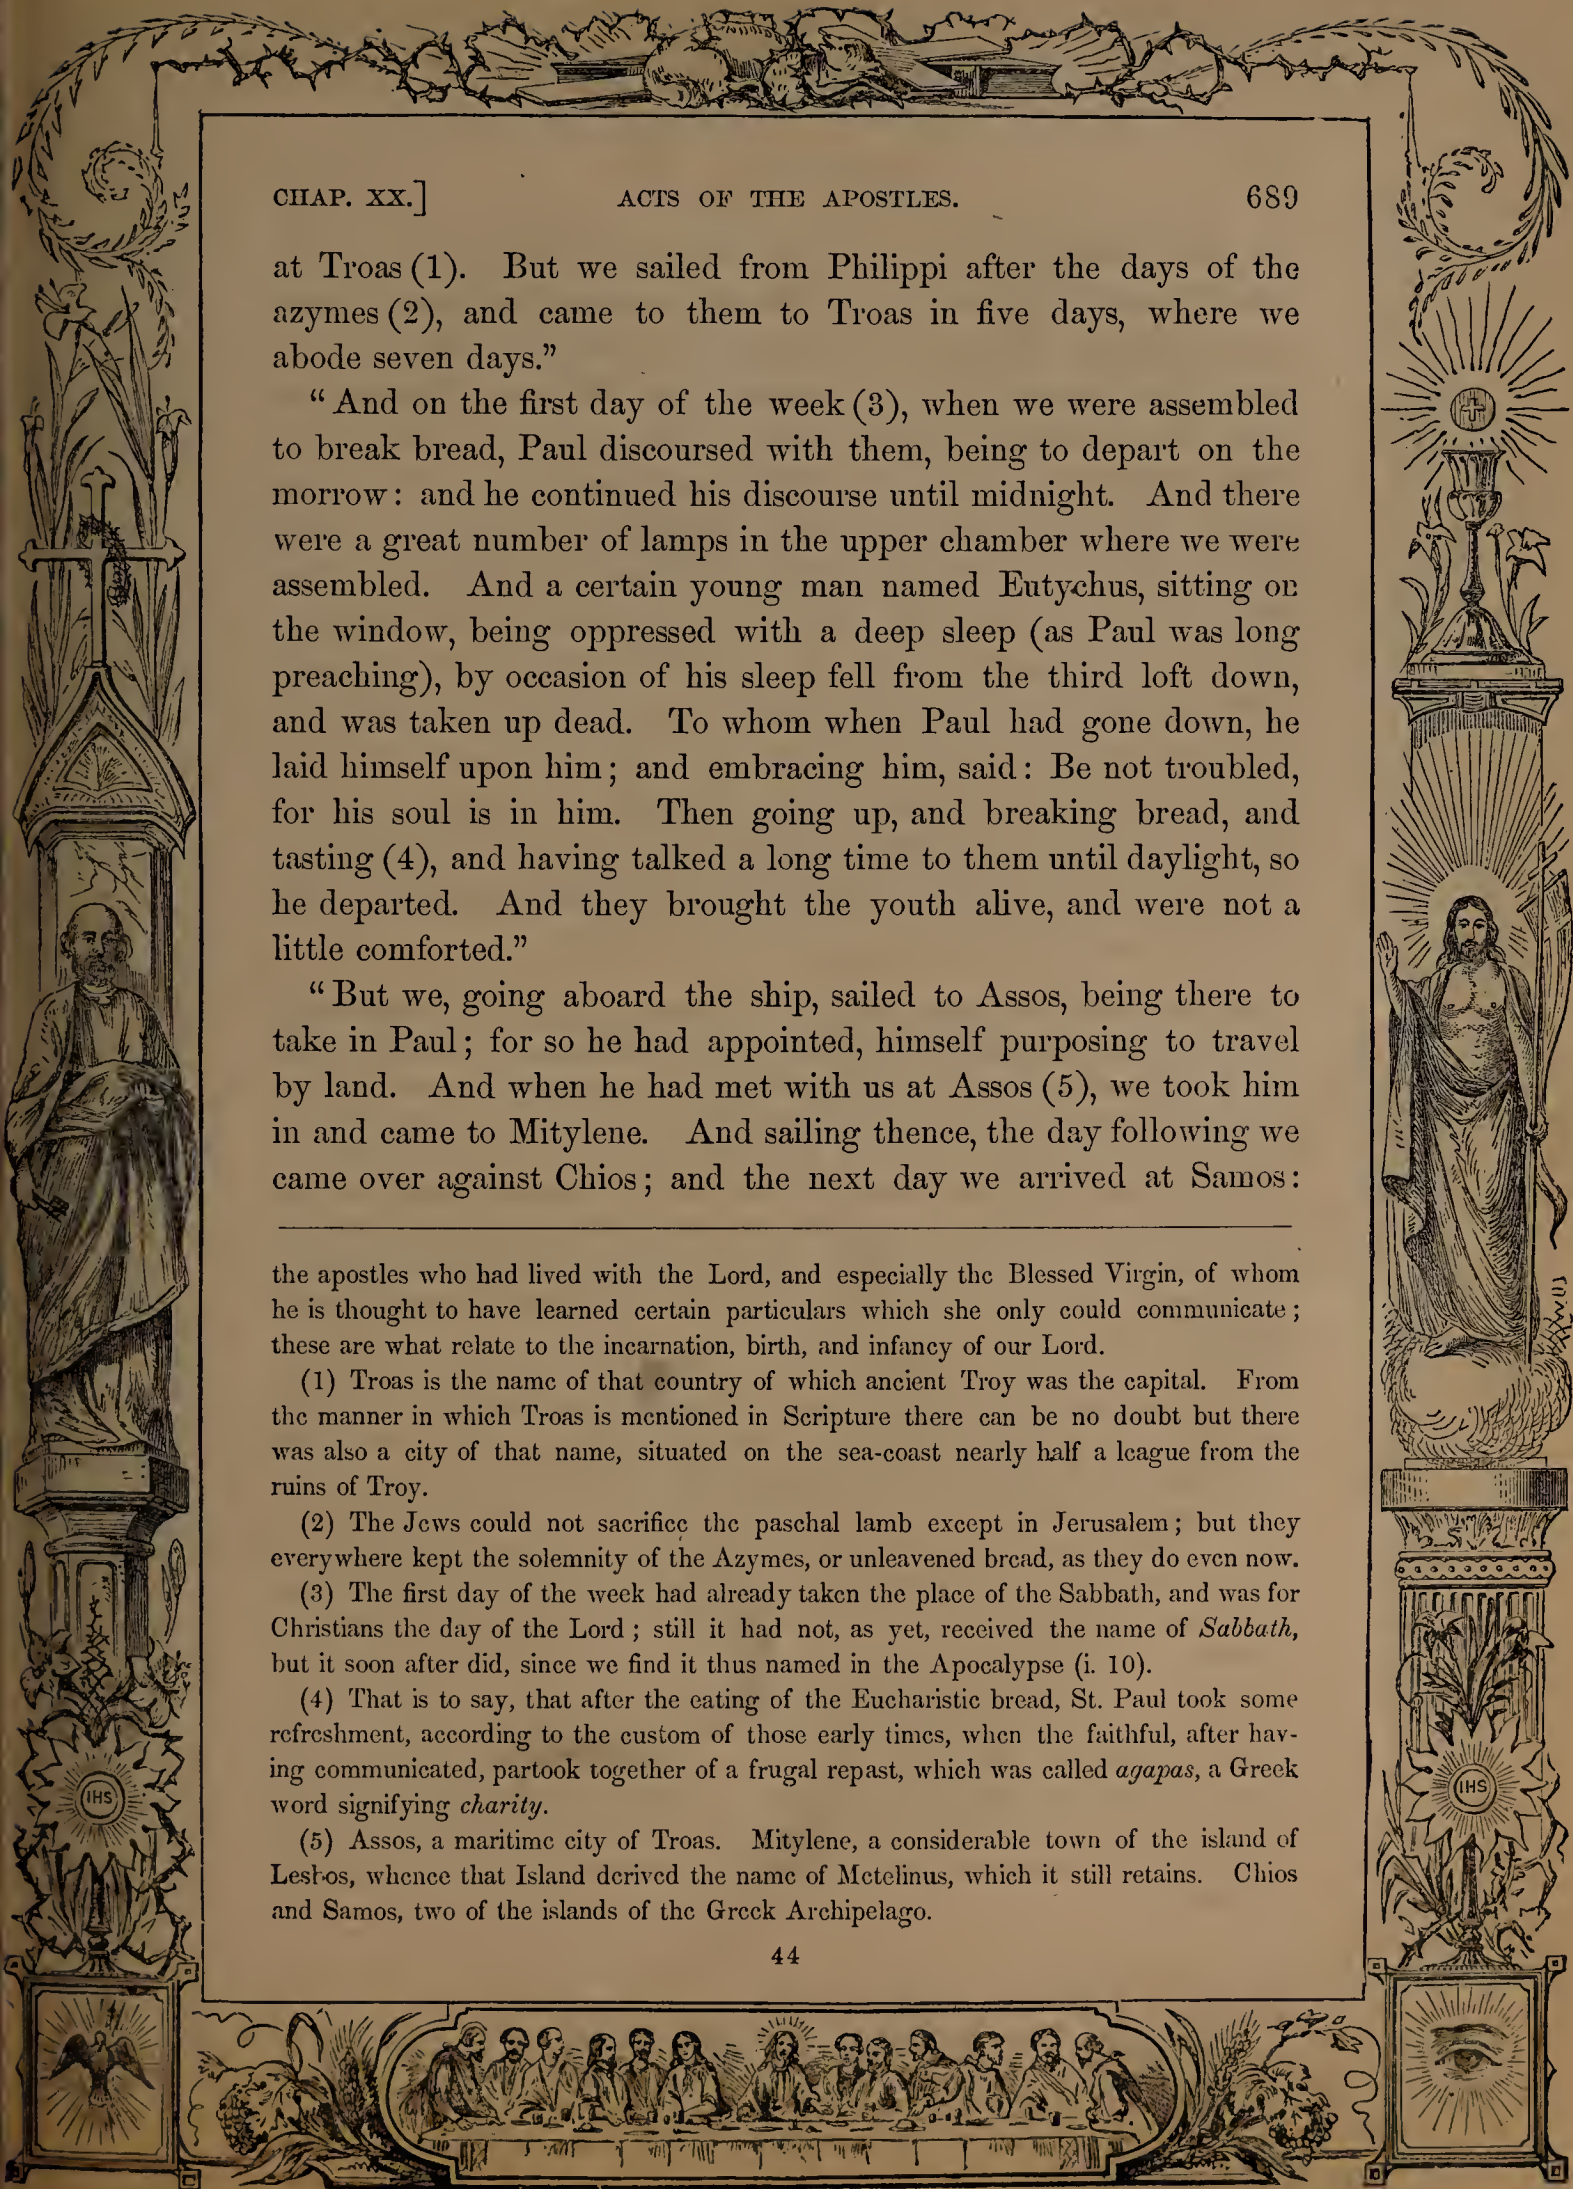 CHAP. XX.] ACTS OF THE APOSTLES. 689
at Troas (1). But we sailed from Philippi after the days of the
azymes (2), and came to them to Troas in five days, where we
abode seven days.”
“And on the first day of the week (3), when we were assembled
to break bread, Paul discoursed with them, being to depart on the
morrow: and he continued his discourse until midnight. And there
were a great number of lamps in the upper chamber where we were
assembled. And a certain young man named Eutychus, sitting on
the window, being oppressed with a deep sleep (as Paul was long
preaching), by occasion of his sleep fell from the third loft down,
and was taken up dead. To whom when Paul had gone down, he
laid himself upon him; and embracing him, said: Be not troubled,
for his soul is in him. Then going up, and breaking bread, and
tasting (4), and having talked a long time to them until daylight, so
he departed. And they brought the youth alive, and were not a
little comforted.”
“But we, going aboard the ship, sailed to Assos, being there to
take in Paul; for so he had appointed, himself purposing to travel
by land. And when he had met with us at Assos (5), we took him
in and came to Mitylene. And sailing thence, the day following we
came over against Chios; and the next day we arrived at Samos:
the apostles who had lived with the Lord, and especially the Blessed Virgin, of whom
he is thought to have learned certain particulars which she only could communicate;
these are what relate to the incarnation, birth, and infancy of our Lord.
(1) Troas is the name of that country of which ancient Troy was the capital. From
the manner in which Troas is mentioned in Scripture there can be no doubt but there
was also a city of that name, situated on the sea-coast nearly half a league from the
ruins of Troy.
(2) The Jews could not sacrifice the paschal lamb except in Jerusalem; but they
everywhere kept the solemnity of the Azymes, or unleavened bread, as they do even now.
(3) The first day of the week had already taken the place of the Sabbath, and was for
Christians the day of the Lord; still it had not, as yet, received the name of Sabbath,
but it soon after did, since we find it thus named in the Apocalypse (i. 10).
(4) That is to say, that after the eating of the Eucharistic bread, St. Paul took some
refreshment, according to the custom of those early times, when the faithful, after hav-
ing communicated, partook together of a frugal repast, which was called agapas, a Greek
word signifying charity.
(5) Assos, a maritime city of Troas. Mitylene, a considerable town of the island of
Lesbos, whence that Island derived the name of Metelinus, which it still retains. Chios
and Samos, two of the islands of the Greek Archipelago.
44
IHS
IHS